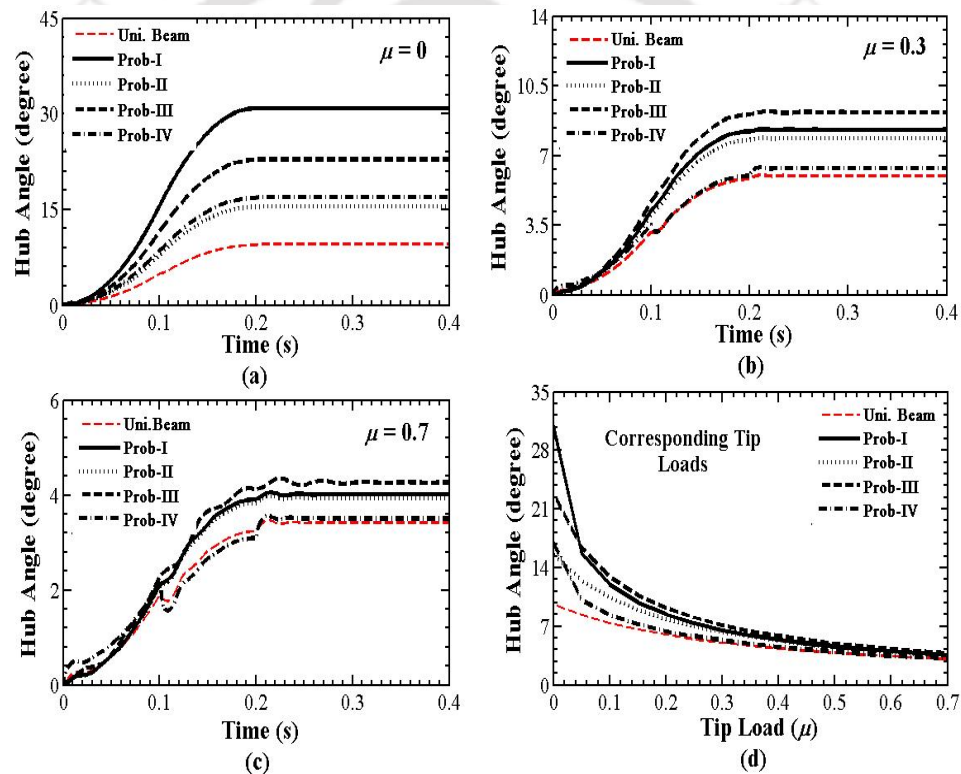 45
30
15
0
Hub Angle (degree)
Uni. Beam
Prob-I
Prob-II
Prob-III
Prob-IV
μ = 0
0 0.1 0.2 0.3 0.4
Time (s)
(a)
14
10.5
7
3.5
0
Hub Angle (degree)
Uni. Beam
Prob-I
Prob-II
Prob-III
Prob-IV
μ = 0.3
0 0.1 0.2 0.3 0.4
Time (s)
(b)
6
4
2
0
Hub Angle (degree)
Uni.Beam
Prob-I
Prob-II
Prob-III
Prob-IV
μ = 0.7
0 0.1 0.2 0.3 0.4
Time (s)
(c)
35
28
21
14
7
0
Hub Angle (degree)
Corresponding Tip
Loads
Uni. Beam
Prob-I
Prob-II
Prob-III
Prob-IV
0 0.1 0.2 0.3 0.4 0.5 0.6 0.7
Tip Load (μ)
(d)